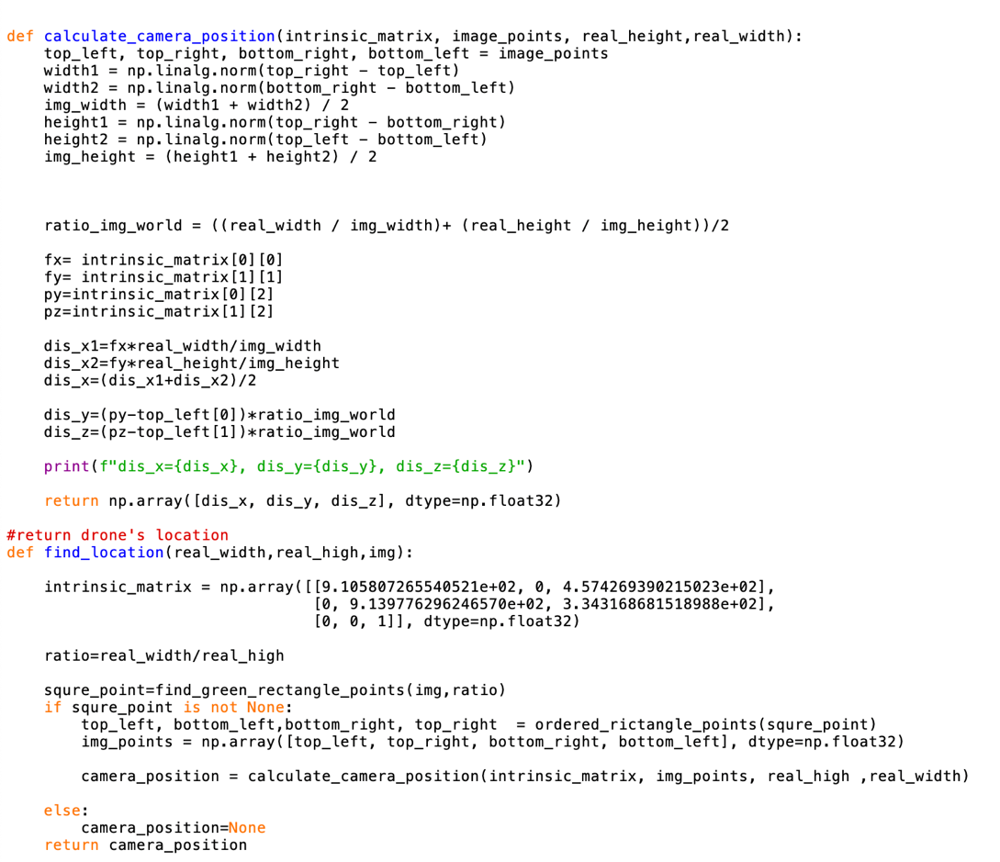 def calculate_camera_position(intrinsic_matrix, image_points, real_height,real_width):
    top_left, top_right, bottom_right, bottom_left = image_points
    width1 = np.linalg.norm(top_right - top_left)
    width2 = np.linalg.norm(bottom_right - bottom_left)
    img_width = (width1 + width2) / 2
    height1 = np.linalg.norm(top_right - bottom_right)
    height2 = np.linalg.norm(top_left - bottom_left)
    img_height = (height1 + height2) / 2
    ratio_img_world = ((real_width / img_width)+ (real_height / img_height))/2
    fx= intrinsic_matrix[0][0]
    fy= intrinsic_matrix[1][1]
    py=intrinsic_matrix[0][2]
    pz=intrinsic_matrix[1][2]
    dis_x1=fx*real_width/img_width
    dis_x2=fy*real_height/img_height
    dis_x=(dis_x1+dis_x2)/2
    dis_y=(py-top_left[0])*ratio_img_world
    dis_z=(pz-top_left[1])*ratio_img_world
    print(f"dis_x={dis_x}, dis_y={dis_y}, dis_z={dis_z}")
    return np.array([dis_x, dis_y, dis_z], dtype=np.float32)
#return drone's location
def find_location(real_width,real_high,img):
    intrinsic_matrix = np.array([[9.105807265540521e+02, 0, 4.574269390215023e+02],
                                 [0, 9.139776296246570e+02, 3.343168681518988e+02],
                                 [0, 0, 1]], dtype=np.float32)
    ratio=real_width/real_high
    squre_point=find_green_rectangle_points(img,ratio)
    if squre_point is not None:
        top_left, bottom_left,bottom_right, top_right  = ordered_rictangle_points(squre_point)
        img_points = np.array([top_left, top_right, bottom_right, bottom_left], dtype=np.float32)
        camera_position = calculate_camera_position(intrinsic_matrix, img_points, real_high ,real_width)
    else:
        camera_position=None
    return camera_position